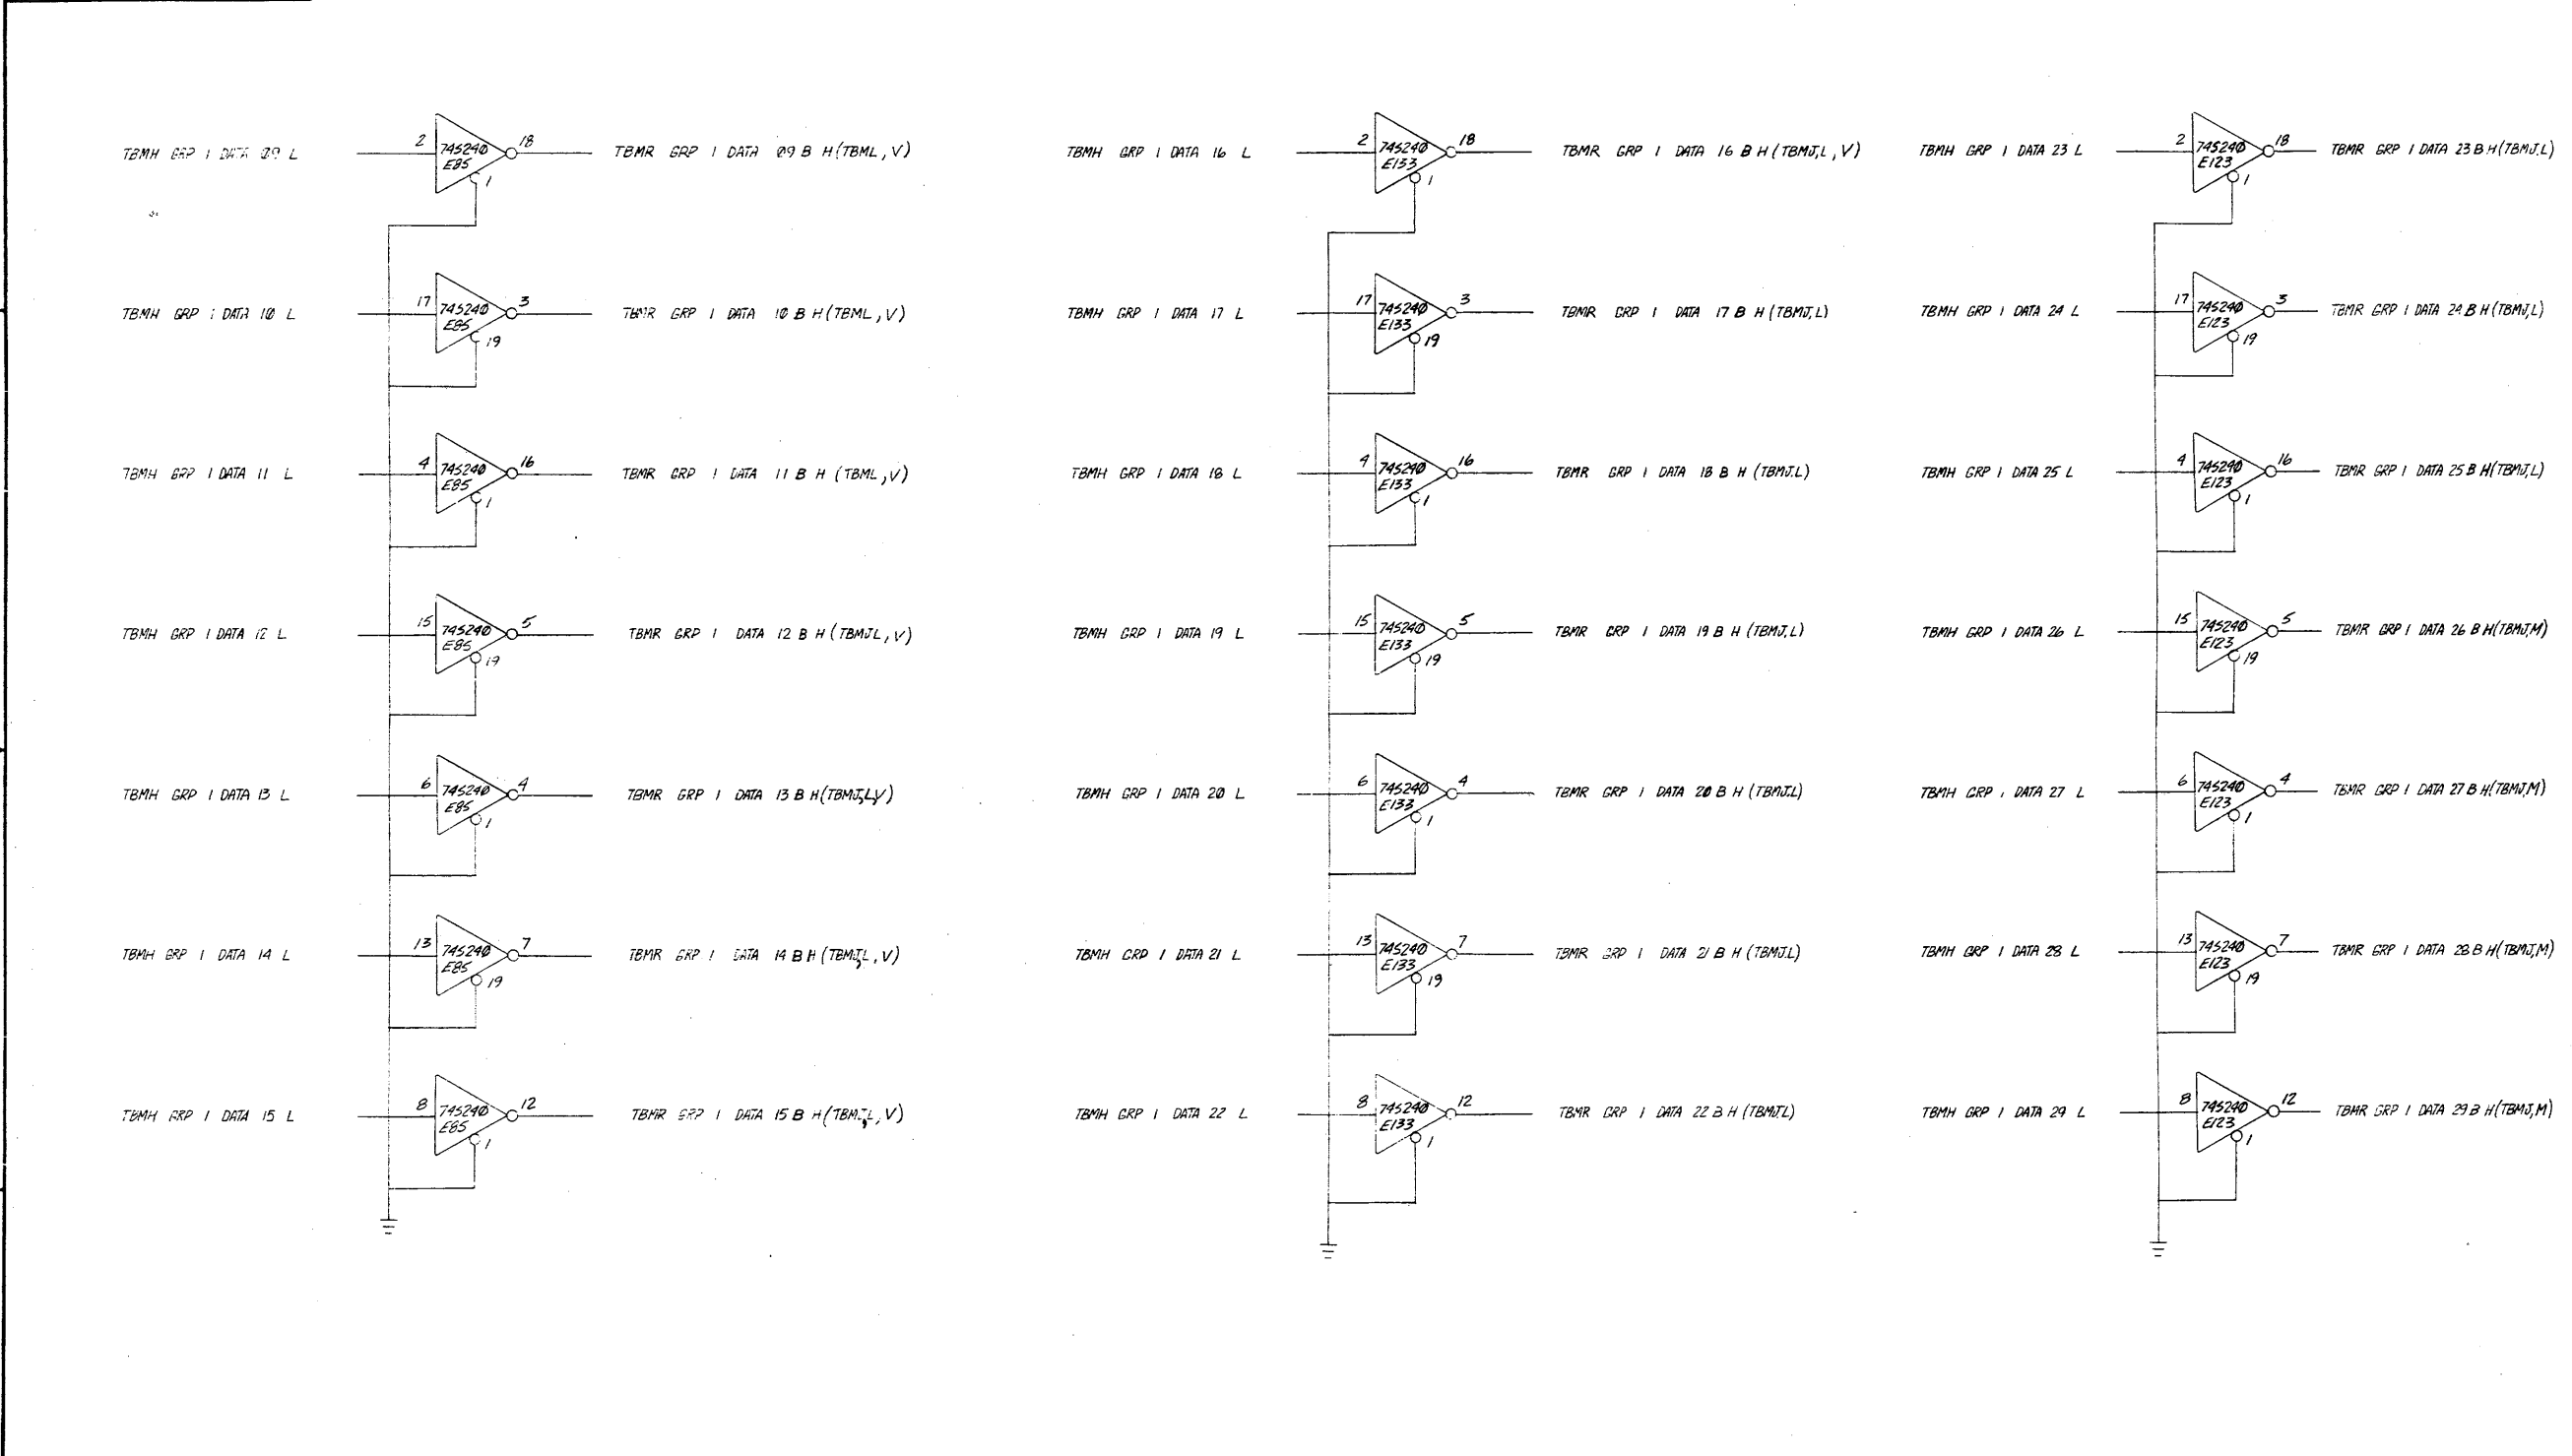 TBMH GRP 1 DATA 09 L 2 74S240 E85 18 1 TBMR GRP 1 DATA 09 B H (TBML, V)
TBMH GRP 1 DATA 10 L 17 74S240 E85 3 19 TBMR GRP 1 DATA 10 B H (TBML, V)
TBMH GRP 1 DATA 11 L 4 74S240 E85 16 1 TBMR GRP 1 DATA 11 B H (TBML, V)
TBMH GRP 1 DATA 12 L 15 74S240 E85 5 19 TBMR GRP 1 DATA 12 B H (TBMJL, V)
TBMH GRP 1 DATA 13 L 6 74S240 E85 4 1 TBMR GRP 1 DATA 13 B H (TBMJ,L,V)
TBMH GRP 1 DATA 14 L 13 74S240 E85 7 19 TBMR GRP 1 DATA 14 B H (TBMJ,L, V)
TBMH GRP 1 DATA 15 L 8 74S240 E85 12 1 TBMR GRP 1 DATA 15 B H (TBMJ,L, V)
TBMH GRP 1 DATA 16 L 2 74S240 E133 18 1 TBMR GRP 1 DATA 16 B H (TBMJ,L, V)
TBMH GRP 1 DATA 17 L 17 74S240 E133 3 19 TBMR GRP 1 DATA 17 B H (TBMJ,L)
TBMH GRP 1 DATA 18 L 4 74S240 E133 16 1 TBMR GRP 1 DATA 18 B H (TBMJ,L)
TBMH GRP 1 DATA 19 L 15 74S240 E133 5 19 TBMR GRP 1 DATA 19 B H (TBMJ,L)
TBMH GRP 1 DATA 20 L 6 74S240 E133 4 1 TBMR GRP 1 DATA 20 B H (TBMJ,L)
TBMH GRP 1 DATA 21 L 13 74S240 E133 7 19 TBMR GRP 1 DATA 21 B H (TBMJ,L)
TBMH GRP 1 DATA 22 L 8 74S240 E133 12 1 TBMR GRP 1 DATA 22 B H (TBMJL)
TBMH GRP 1 DATA 23 L 2 74S240 E123 18 1 TBMR GRP 1 DATA 23 B H (TBMJ,L)
TBMH GRP 1 DATA 24 L 17 74S240 E123 3 19 TBMR GRP 1 DATA 24 B H (TBMJ,L)
TBMH GRP 1 DATA 25 L 4 74S240 E123 16 1 TBMR GRP 1 DATA 25 B H (TBMJ,L)
TBMH GRP 1 DATA 26 L 15 74S240 E123 5 19 TBMR GRP 1 DATA 26 B H (TBMJ,M)
TBMH GRP 1 DATA 27 L 6 74S240 E123 4 1 TBMR GRP 1 DATA 27 B H (TBMJ,M)
TBMH GRP 1 DATA 28 L 13 74S240 E123 7 19 TBMR GRP 1 DATA 28 B H (TBMJ,M)
TBMH GRP 1 DATA 29 L 8 74S240 E123 12 1 TBMR GRP 1 DATA 29 B H (TBMJ,M)